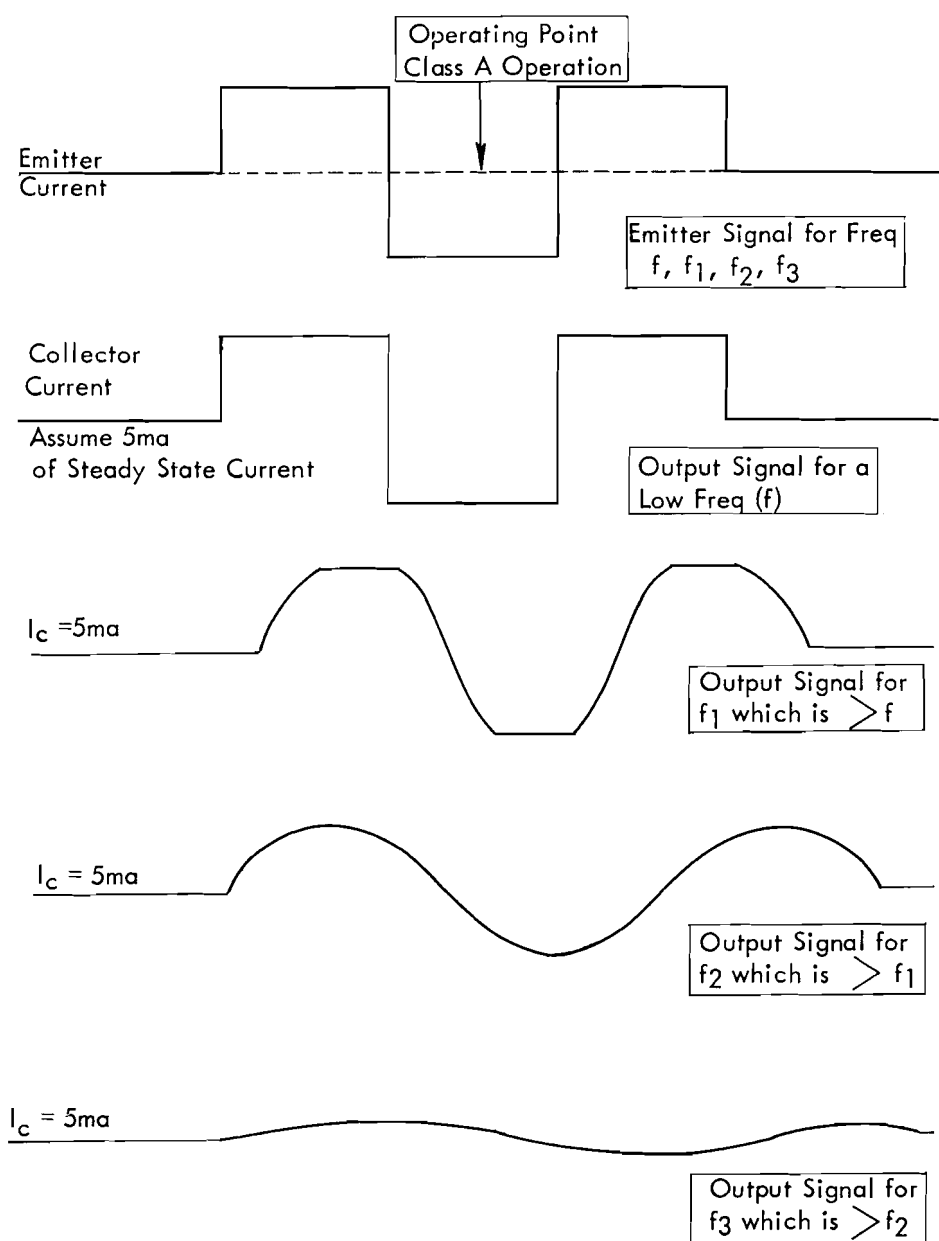 Operating Point
Class A Operation
Emitter
Current
Emitter Signal for Freq
f, f1, f2, f3
Collector
Current
Assume 5ma
of Steady State Current
Output Signal for a
Low Freq (f)
Ic =5ma
Output Signal for
f1 which is > f
Ic = 5ma
Output Signal for
f2 which is > f1
Ic = 5ma
Output Signal for
f3 which is >f2